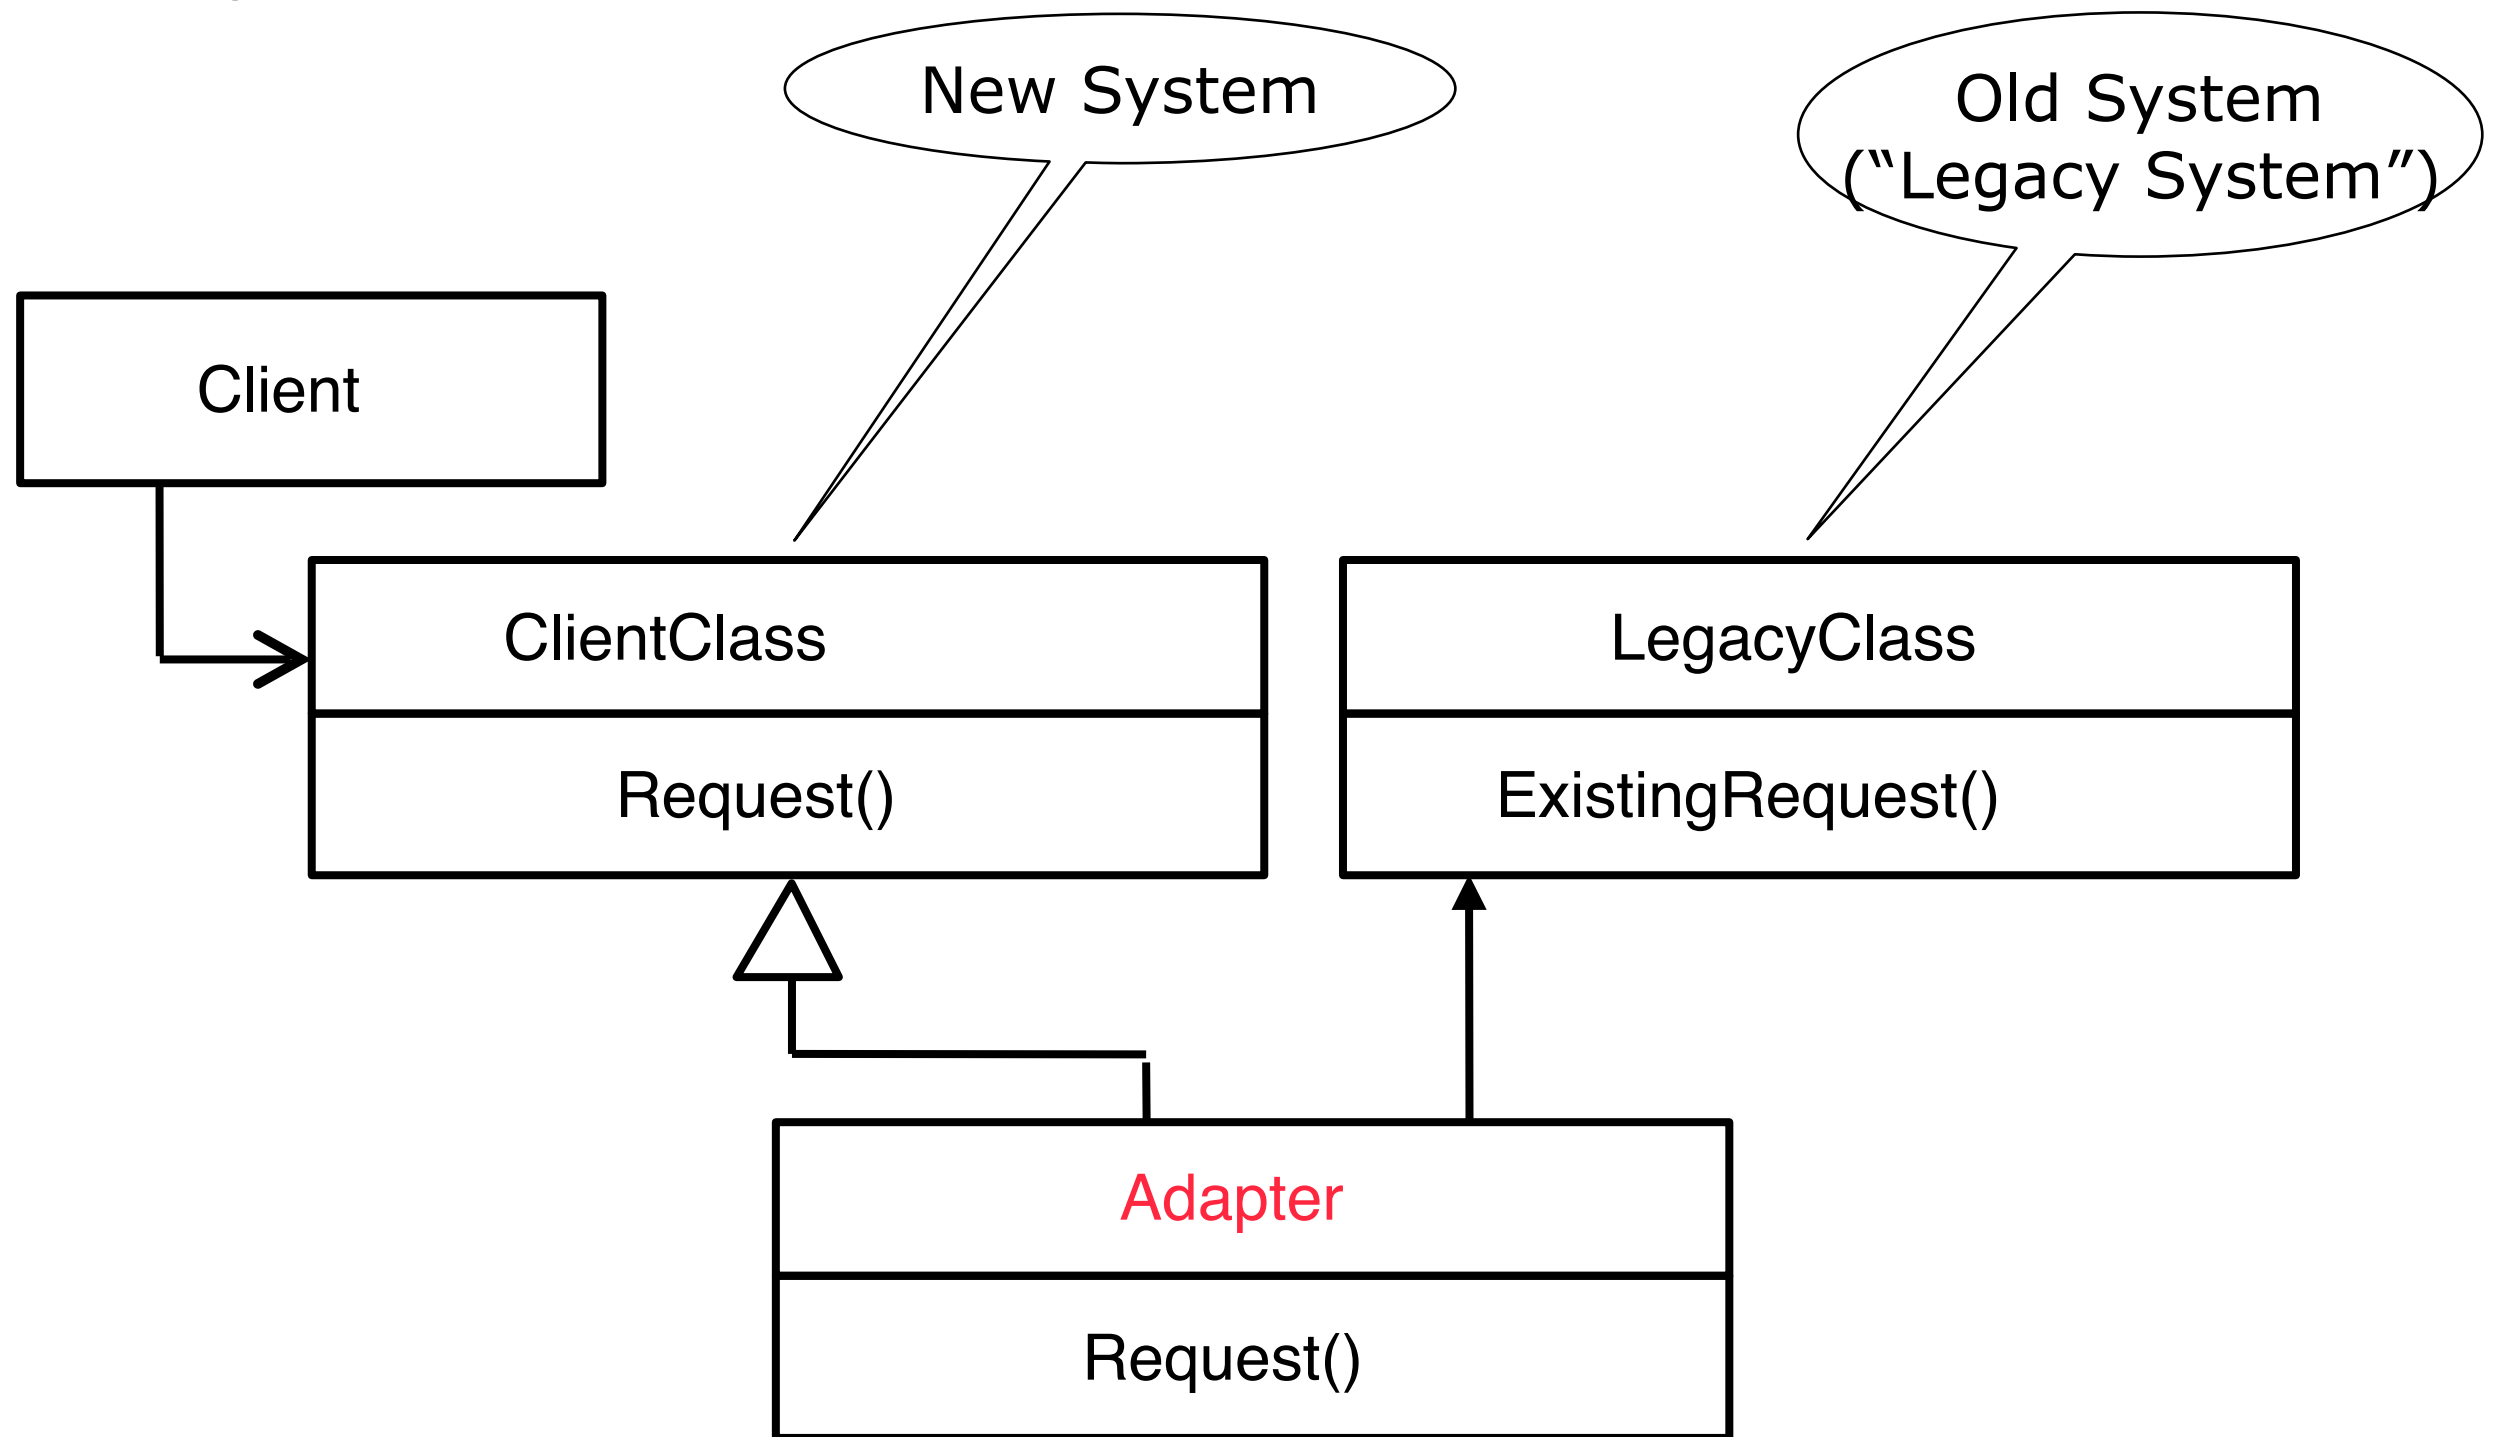 New System
Old System
(“Legacy System”)
Client
ClientClass
LegacyClass
Request()
ExistingRequest()
Adapter
Request()